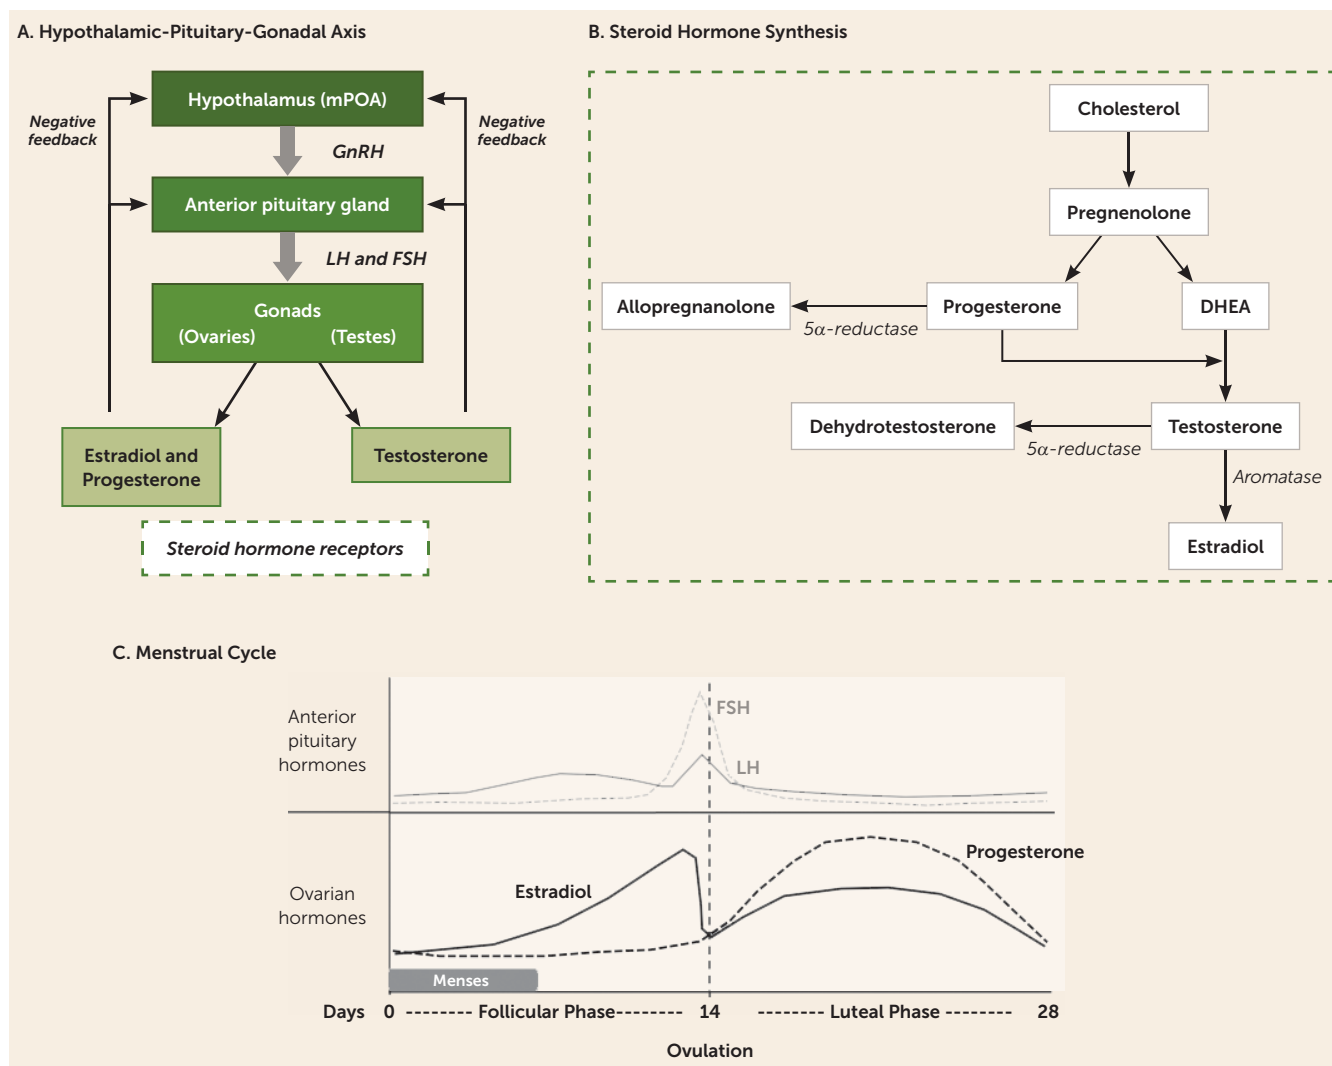 A. Hypothalamic-Pituitary-Gonadal Axis
Hypothalamus (mPOA)
Negative
feedback
Negative
feedback
GnRH
Anterior pituitary gland
LH and FSH
Gonads
(Ovaries) (Testes)
Estradiol and
Progesterone
Testosterone
Steroid hormone receptors
B. Steroid Hormone Synthesis
Cholesterol
Pregnenolone
Allopregnanolone
5α-reductase
Progesterone
DHEA
Dehydrotestosterone
5α-reductase
Testosterone
Aromatase
Estradiol
C. Menstrual Cycle
Anterior
pituitary
hormones
FSH
LH
Ovarian
hormones
Estradiol
Progesterone
Menses
Days 0 -------- Follicular Phase-------- 14 -------- Luteal Phase -------- 28
Ovulation